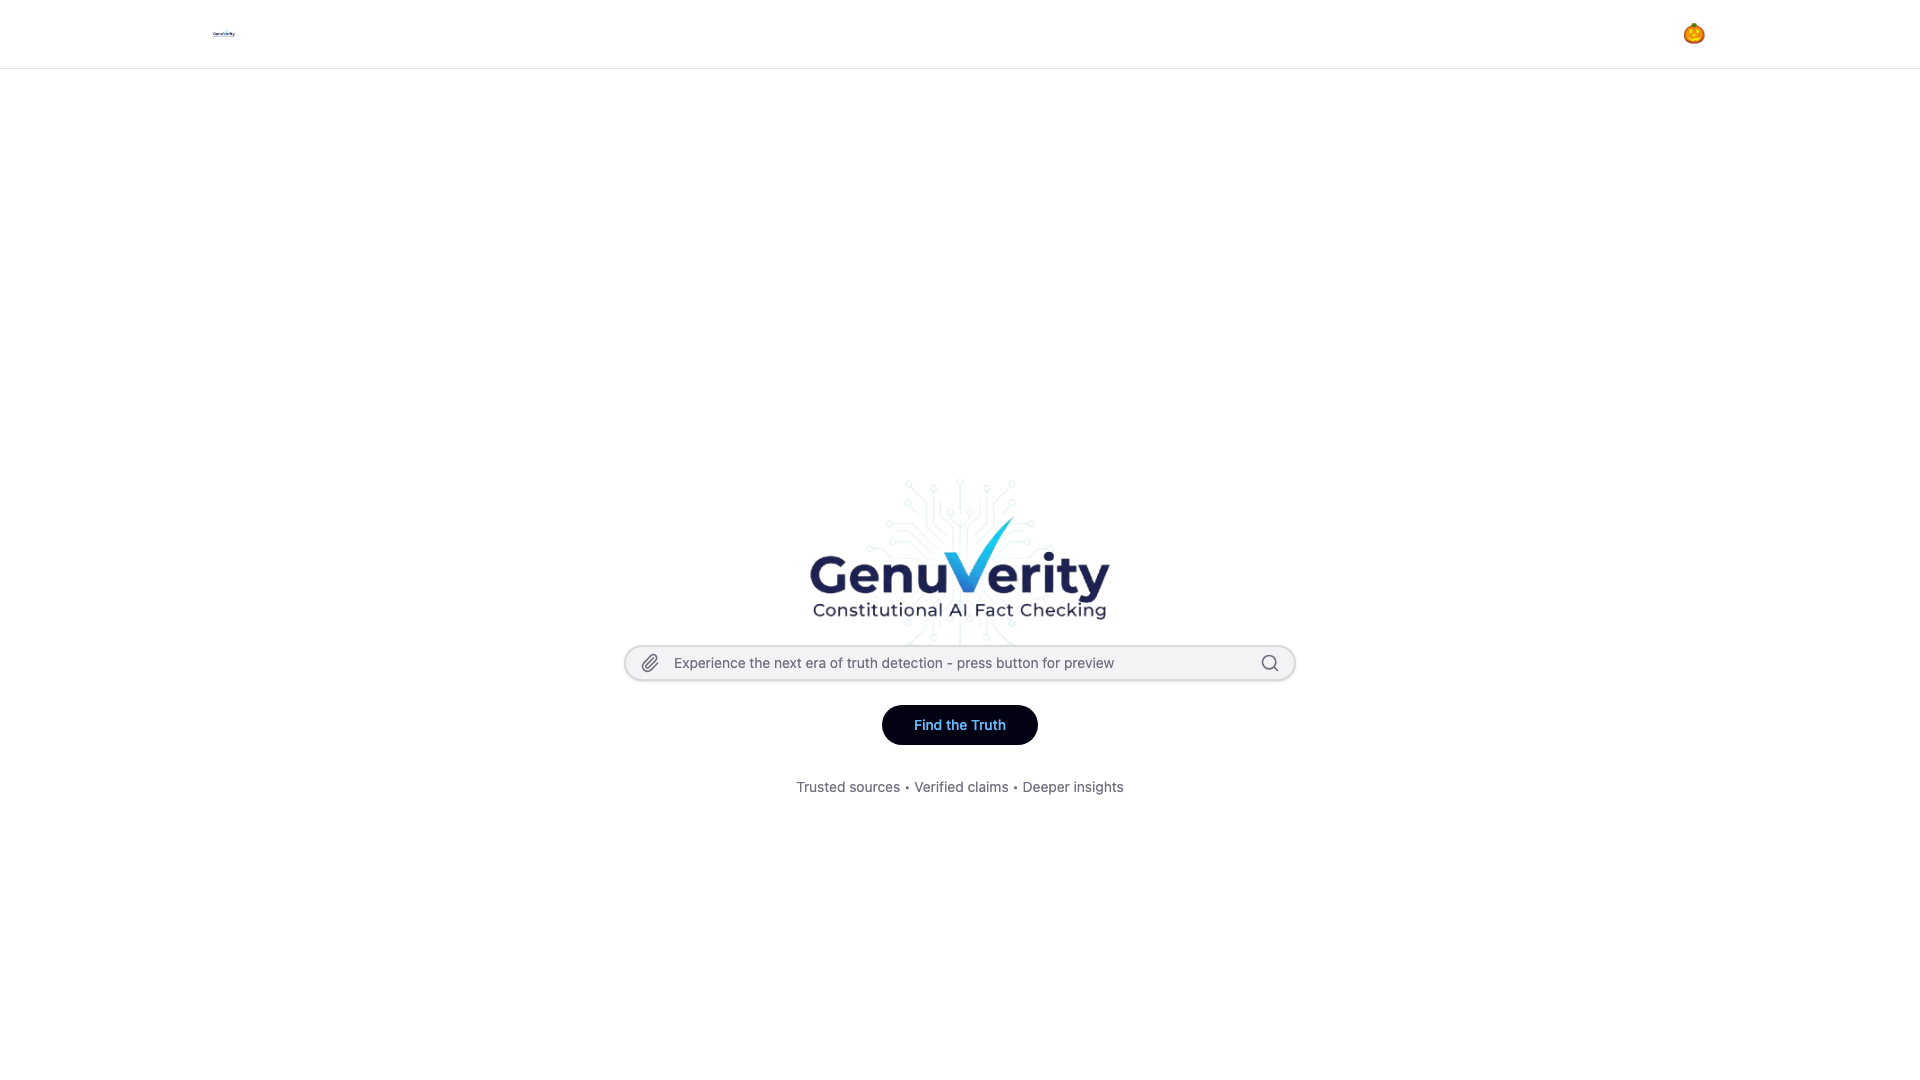 GenuVerity
GenuVerity
Constitutional AI Fact Checking
Experience the next era of truth detection - press button for preview
Find the Truth
Trusted sources • Verified claims • Deeper insights